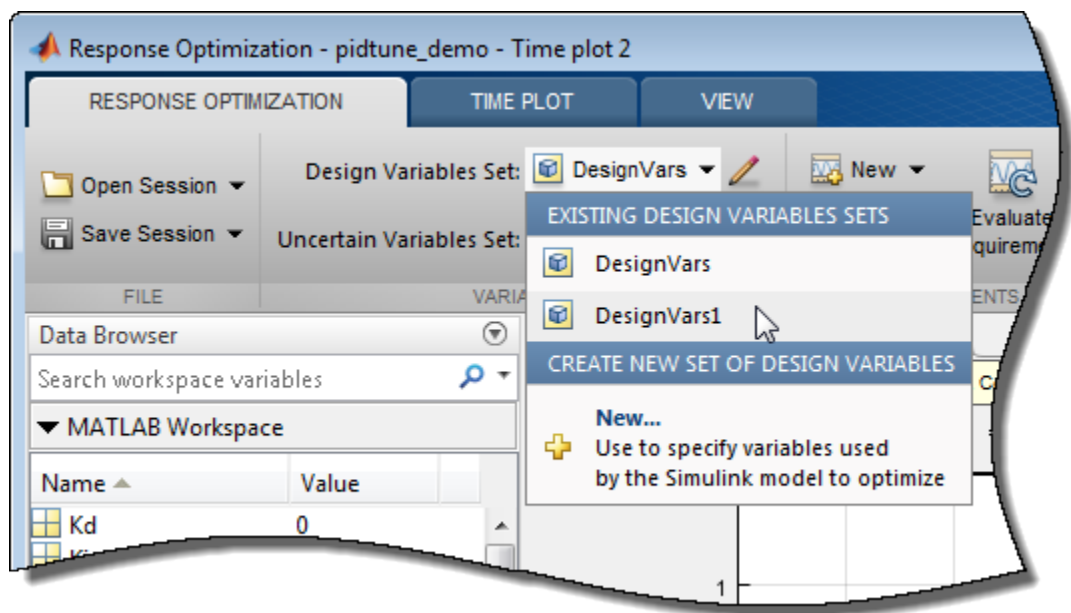 Response Optimization - pidtune_demo - Time plot 2
RESPONSE OPTIMIZATION
TIME PLOT
VIEW
Open Session
Save Session
Design Variables Set:
DesignVars
New
Uncertain Variables Set:
Evaluate
FILE
EXISTING DESIGN VARIABLES SETS
DesignVars
DesignVars1
CREATE NEW SET OF DESIGN VARIABLES
New...
Use to specify variables used
by the Simulink model to optimize
Data Browser
Search workspace variables
MATLAB Workspace
Name
Value
Kd
0
1